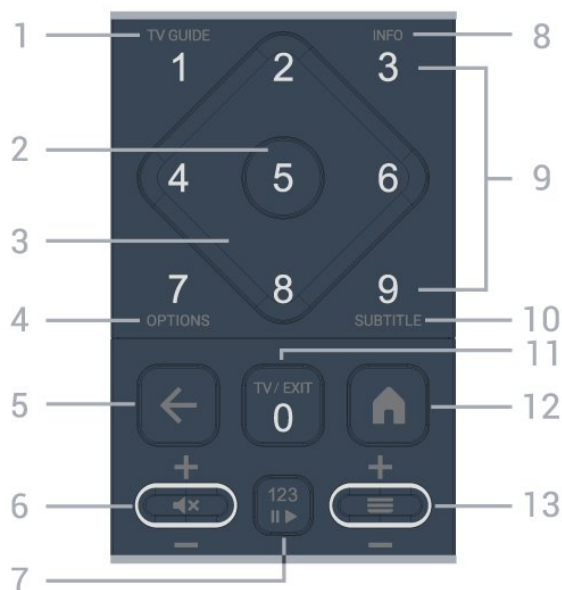 1 TV GUIDE INFO 8
1 2 3
2 4 5 6 9
3
7 8 9
4 OPTIONS SUBTITLE 10
11
5 TV / EXIT 12
0
+ +
6 123 13
- -
7